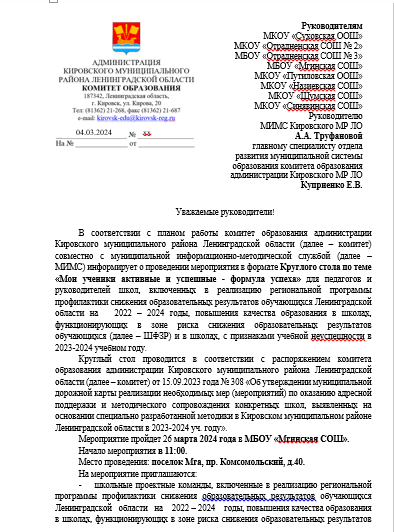 Руководителям
МКОУ «Суховская ООШ»
МКОУ «Отрадненская СОШ № 2»
МБОУ «Отрадненская СОШ №3»
МБОУ «Мгинская СОШ»
МКОУ «Путиловская ООШ»
МКОУ «Назиевская СОШ»
МКОУ «Шумская СОШ»
МКОУ «Синявинская СОШ»
Руководителю
МИМС Кировского МР ЛО
А.А. Труфановой
главному специалисту отдела
развития муниципальной системы
образования комитета образования
администрации Кировского МР ЛО
Куприенко Е.В.
АДМИНИСТРАЦИЯ
КИРОВСКОГО МУНИЦИПАЛЬНОГО
РАЙОНА ЛЕНИНГРАДСКОЙ ОБЛАСТИ
КОМИТЕТ ОБРАЗОВАНИЯ
187342, Ленинградская область,
г. Кировск, ул. Кирова, 20
Тел: (81362) 21-268, факс (81362) 21-687
e-mail: kirovsk-edu@kirovsk-reg.ru
04.03.2024 №
На № от
Уважаемые руководители!
В соответствии с планом работы комитет образования администрации
Кировского муниципального района Ленинградской области (далее – комитет)
совместно с муниципальной информационно-методической службой (далее –
МИМС) информирует о проведении мероприятия в формате Круглого стола по теме
«Мои ученики активные и успешные - формула успеха» для педагогов и
руководителей школ, включенных в реализацию региональной программы
профилактики снижения образовательных результатов обучающихся Ленинградской
области на 2022 – 2024 годы, повышения качества образования в школах,
функционирующих в зоне риска снижения образовательных результатов
обучающихся (далее – ШФЗР) и в школах, с признаками учебной неуспешности в
2023-2024 учебном году.
Круглый стол проводится в соответствии с распоряжением комитета
образования администрации Кировского муниципального района Ленинградской
области (далее – комитет) от 15.09.2023 года № 308 «Об утверждении муниципальной
дорожной карты реализации необходимых мер (мероприятий) по оказанию адресной
поддержки и методического сопровождения конкретных школ, выявленных на
основании специально разработанной методики в Кировском муниципальном районе
Ленинградской области в 2023-2024 уч. году».
Мероприятие пройдет 26 марта 2024 года в МБОУ «Мгинская СОШ».
Начало мероприятия в 11:00.
Место проведения: поселок Мга, пр. Комсомольский, д.40.
На мероприятия приглашаются:
- школьные проектные команды, включенные в реализацию региональной
программы профилактики снижения образовательных результатов обучающихся
Ленинградской области на 2022 – 2024 годы, повышения качества образования
в школах, функционирующих в зоне риска снижения образовательных результатов